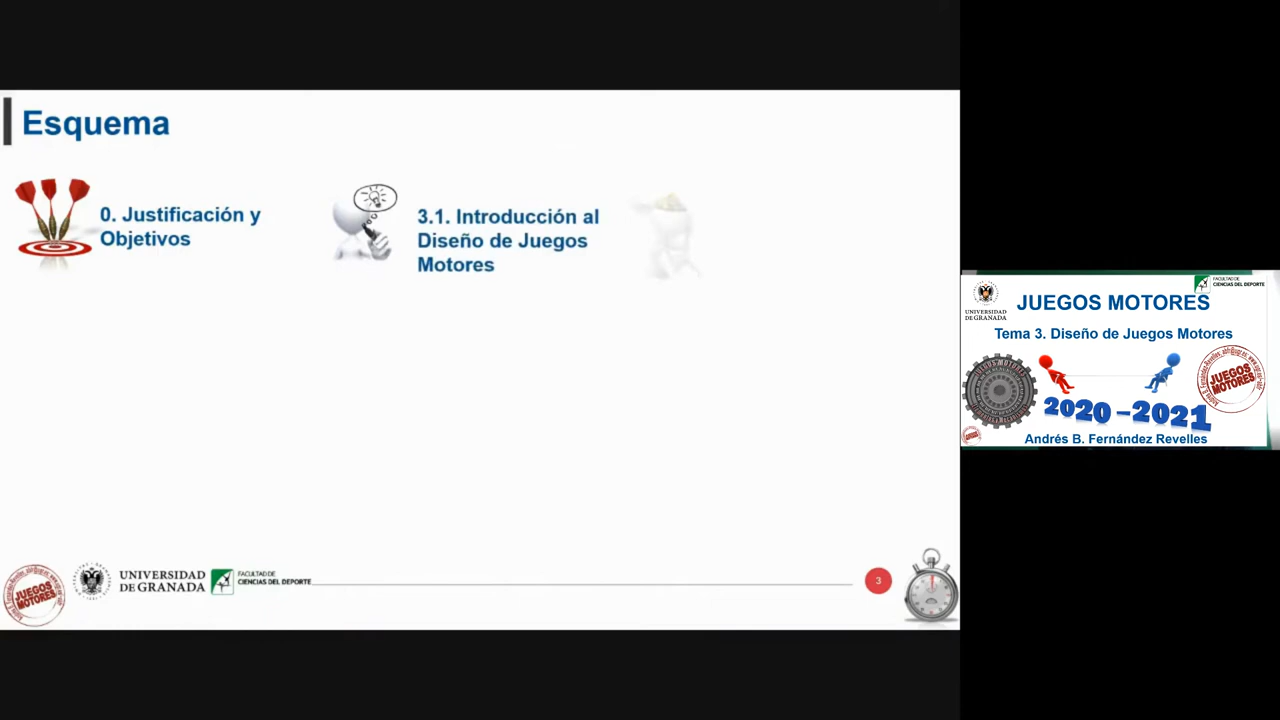 Esquema
0. Justificación y
Objetivos
3.1. Introducción al
Diseño de Juegos
Motores
JUEGOS
MOTORES
UNIVERSIDAD
DE GRANADA
FACULTAD DE
CIENCIAS DEL DEPORTE
3
FACULTAD DE
CIENCIAS DEL DEPORTE
UNIVERSIDAD
DE GRANADA
JUEGOS MOTORES
Tema 3. Diseño de Juegos Motores
JUEGOS MOTORES
JUEGOS
MOTORES
2020 – 2021
Andrés B. Fernández Revelles